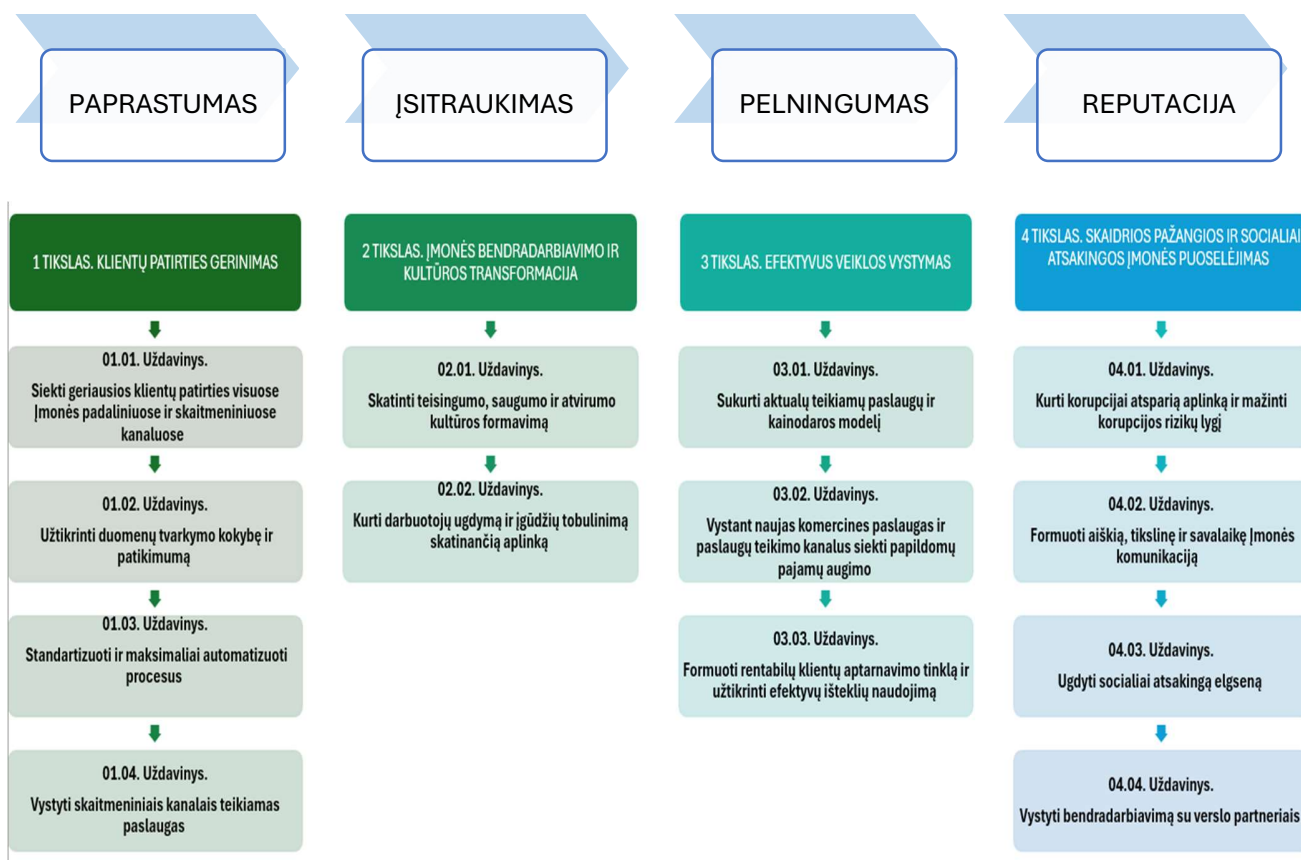 PAPRASTUMAS
ĮSITRAUKIMAS
PELNINGUMAS
REPUTACIJA
1 TIKSLAS. KLIENTŲ PATIRTIES GERINIMAS
01.01. Uždavinys.
Siekti geriausios klientų patirties visuose
Įmonės padaliniuose ir skaitmeniniuose
kanaluose
01.02. Uždavinys.
Užtikrinti duomenų tvarkymo kokybę ir
patikimumą
01.03. Uždavinys.
Standartizuoti ir maksimaliai automatizuoti
procesus
01.04. Uždavinys.
Vystyti skaitmeniniais kanalais teikiamas
paslaugas
2 TIKSLAS. ĮMONĖS BENDRADARBIAVIMO IR
KULTŪROS TRANSFORMACIJA
02.01. Uždavinys.
Skatinti teisingumo, saugumo ir atvirumo
kultūros formavimą
02.02. Uždavinys.
Kurti darbuotojų ugdymą ir įgūdžių tobulinimą
skatinančią aplinką
3 TIKSLAS. EFEKTYVUS VEIKLOS VYSTYMAS
03.01. Uždavinys.
Sukurti aktualų teikiamų paslaugų ir
kainodaros modelį
03.02. Uždavinys.
Vystant naujas komercines paslaugas ir
paslaugų teikimo kanalus siekti papildomų
pajamų augimo
03.03. Uždavinys.
Formuoti rentabilų klientų aptarnavimo tinklą ir
užtikrinti efektyvų išteklių naudojimą
4 TIKSLAS. SKAIDRIOS PAŽANGIOS IR SOCIALIAI
ATSAKINGOS ĮMONĖS PUOSELĖJIMAS
04.01. Uždavinys.
Kurti korupcijai atsparią aplinką ir mažinti
korupcijos rizikų lygį
04.02. Uždavinys.
Formuoti aiškią, tikslinę ir savalaikę Įmonės
komunikaciją
04.03. Uždavinys.
Ugdyti socialiai atsakingą elgseną
04.04. Uždavinys.
Vystyti bendradarbiavimą su verslo partneriais